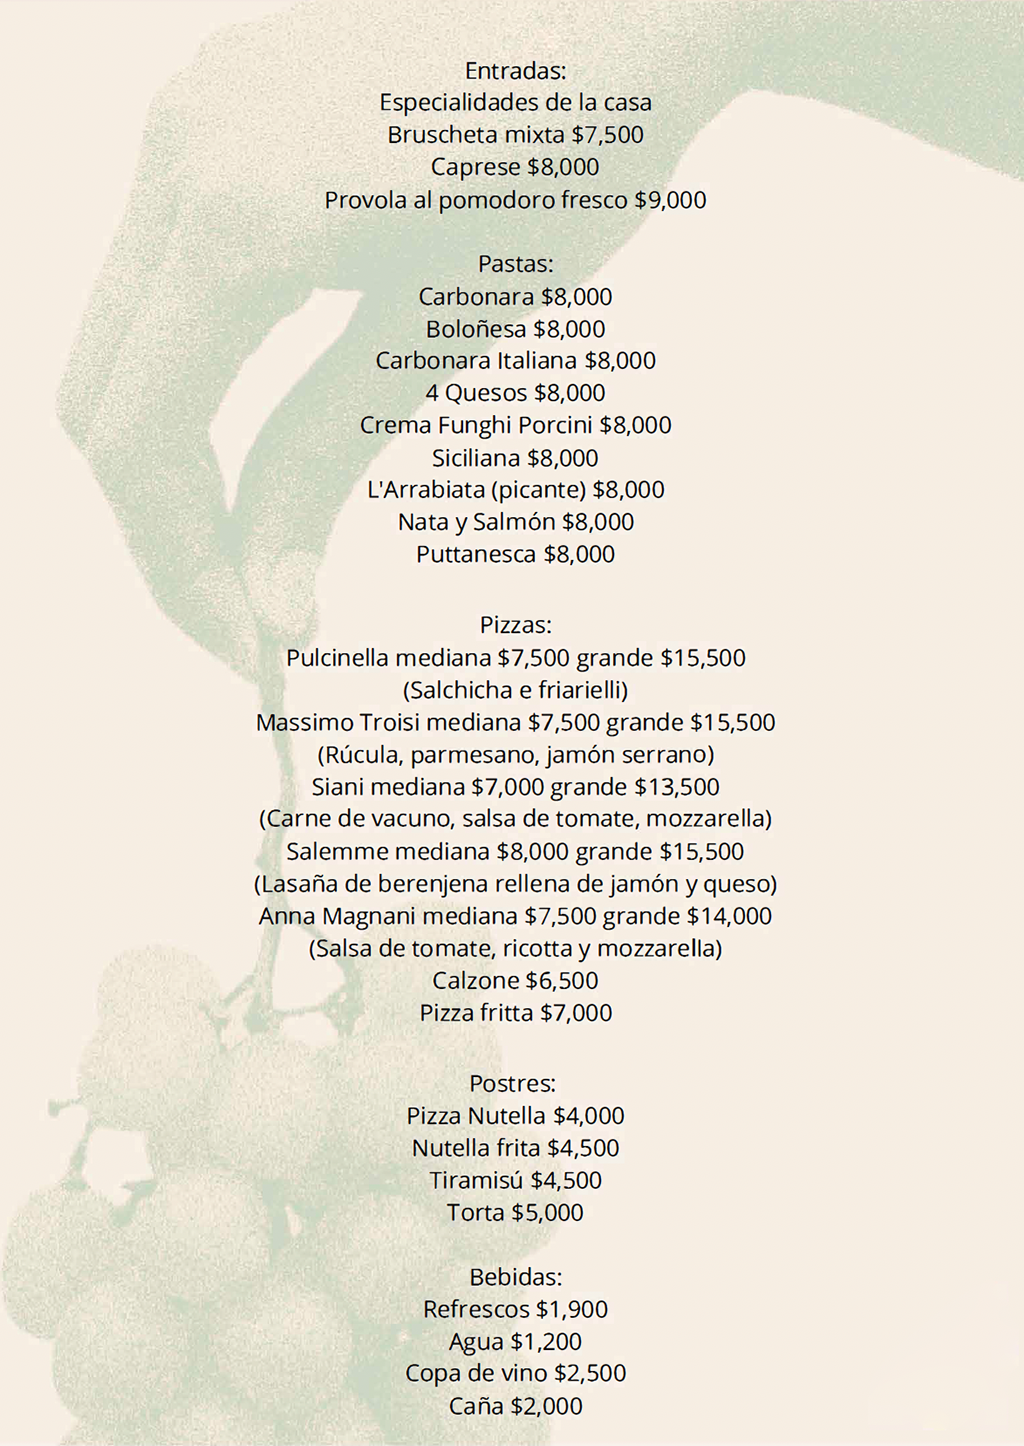 Entradas:
Especialidades de la casa
Bruscheta mixta $7,500
Caprese $8,000
Provola al pomodoro fresco $9,000
Pastas:
Carbonara $8,000
Boloñesa $8,000
Carbonara Italiana $8,000
4 Quesos $8,000
Crema Funghi Porcini $8,000
Siciliana $8,000
L'Arrabiata (picante) $8,000
Nata y Salmón $8,000
Puttanesca $8,000
Pizzas:
Pulcinella mediana $7,500 grande $15,500
(Salchicha e friarielli)
Massimo Troisi mediana $7,500 grande $15,500
(Rúcula, parmesano, jamón serrano)
Siani mediana $7,000 grande $13,500
(Carne de vacuno, salsa de tomate, mozzarella)
Salemme mediana $8,000 grande $15,500
(Lasaña de berenjena rellena de jamón y queso)
Anna Magnani mediana $7,500 grande $14,000
(Salsa de tomate, ricotta y mozzarella)
Calzone $6,500
Pizza fritta $7,000
Postres:
Pizza Nutella $4,000
Nutella frita $4,500
Tiramisú $4,500
Torta $5,000
Bebidas:
Refrescos $1,900
Agua $1,200
Copa de vino $2,500
Caña $2,000